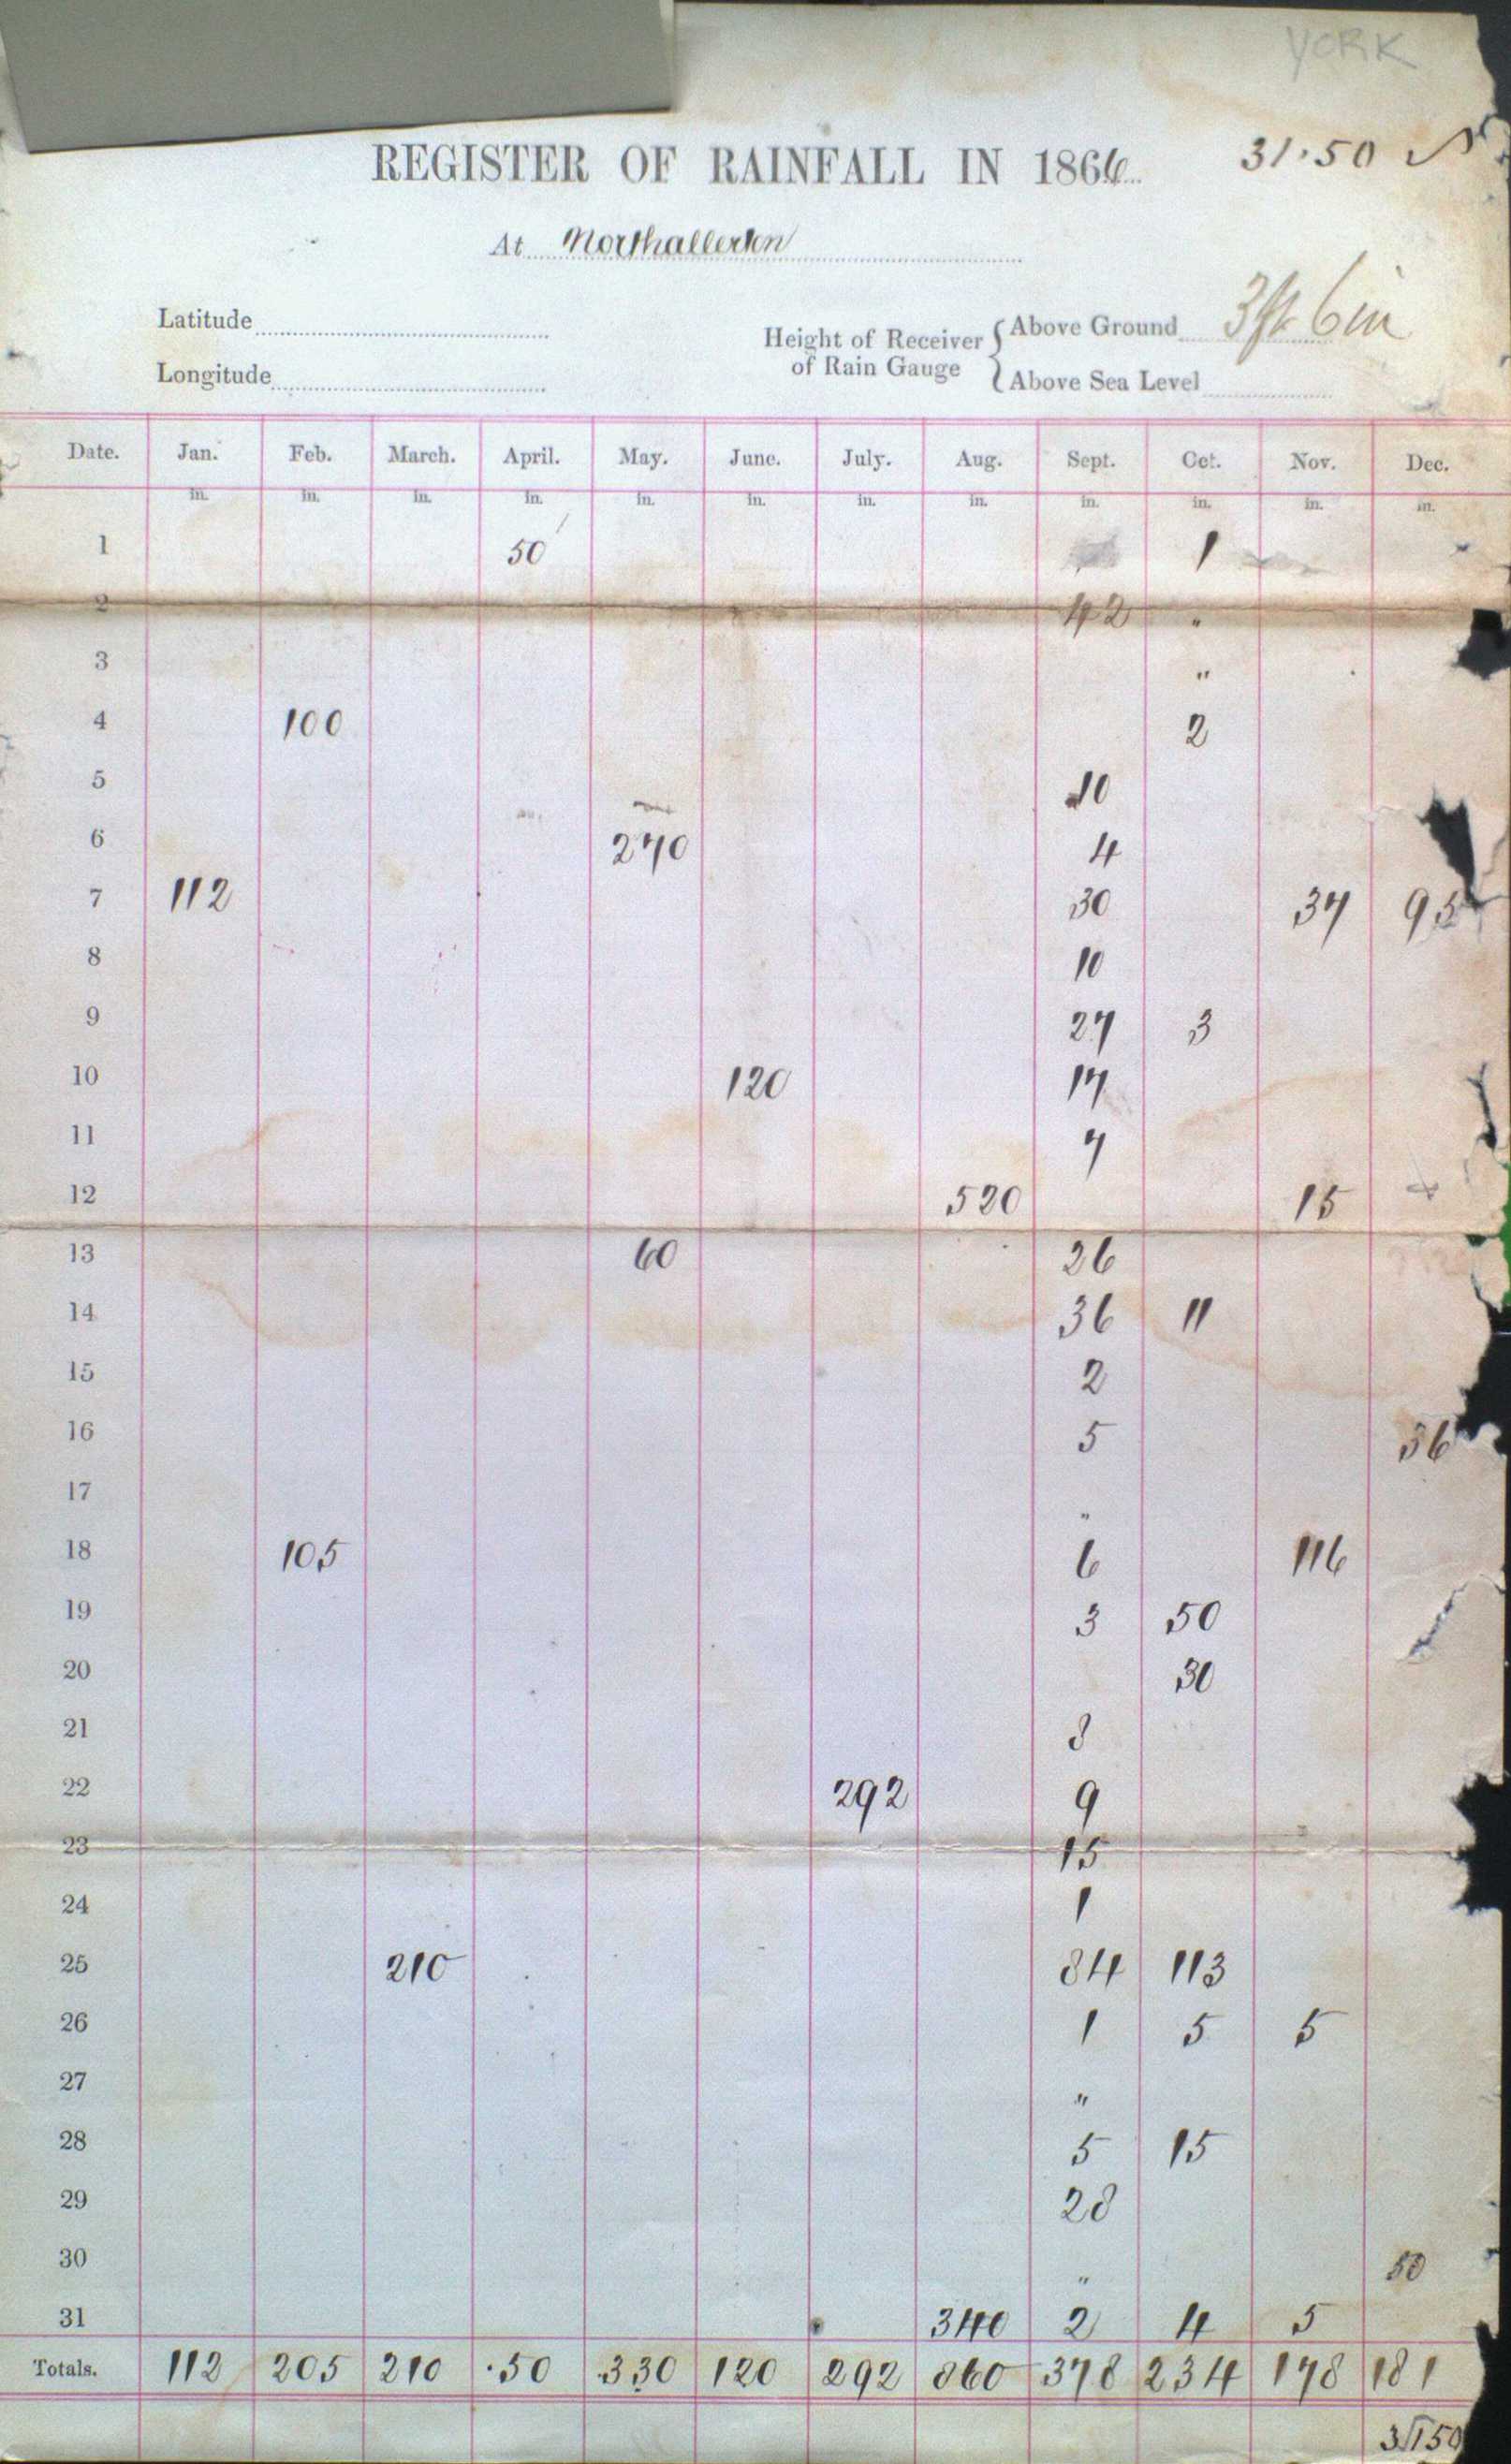 YORK
REGISTER OF RAINFALL IN 1866 31.50
At Northallerton
Latitude
Height of Receiver of Rain Gauge { Above Ground 3ft 6in
Longitude
Above Sea Level
Date. Jan. Feb. March. April. May. June. July. Aug. Sept. Oct. Nov. Dec.
in. in. in. in. in. in. in. in. in. in. in. in.
1 50 1
2 42 "
3 "
4 100 2
5 10
6 270 4
7 112 30 37 95
8 10
9 27 3
10 120 17
11 7
12 520 15
13 60 26
14 36 11
15 2
16 5 36
17 "
18 105 6 116
19 3 50
20 30
21 8
22 292 9
23 15
24 1
25 210 84 113
26 1 5 5
27 "
28 5 15
29 28
30 " 50
31 340 2 4 5
Totals. 112 205 210 .50 .330 120 292 860 378 234 178 181
31150